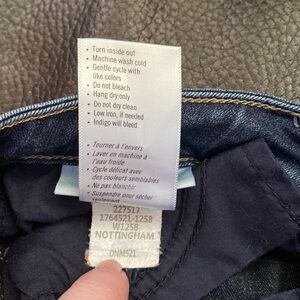 • Turn inside out
• Machine wash cold
• Gentle cycle with
like colors
• Do not bleach
• Hang dry only
• Do not dry clean
• Low iron, if needed
• Indigo will bleed
• Tourner à l'envers
• Laver en machine à
l'eau froide
• Cycle délicat avec
des couleurs semblables
• Ne pas blanchir
• Suspendre pour sécher
seulement
227517
1764521-1258
W1258
NOTTINGHAM
DNM521